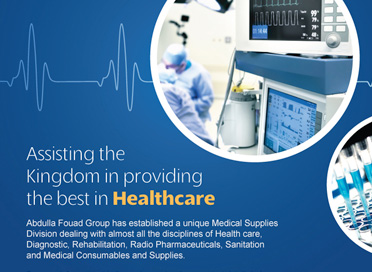 Assisting the
Kingdom in providing
the best in Healthcare
Abdulla Fouad Group has established a unique Medical Supplies
Division dealing with almost all the disciplines of Health care,
Diagnostic, Rehabilitation, Radio Pharmaceuticals, Sanitation
and Medical Consumables and Supplies.